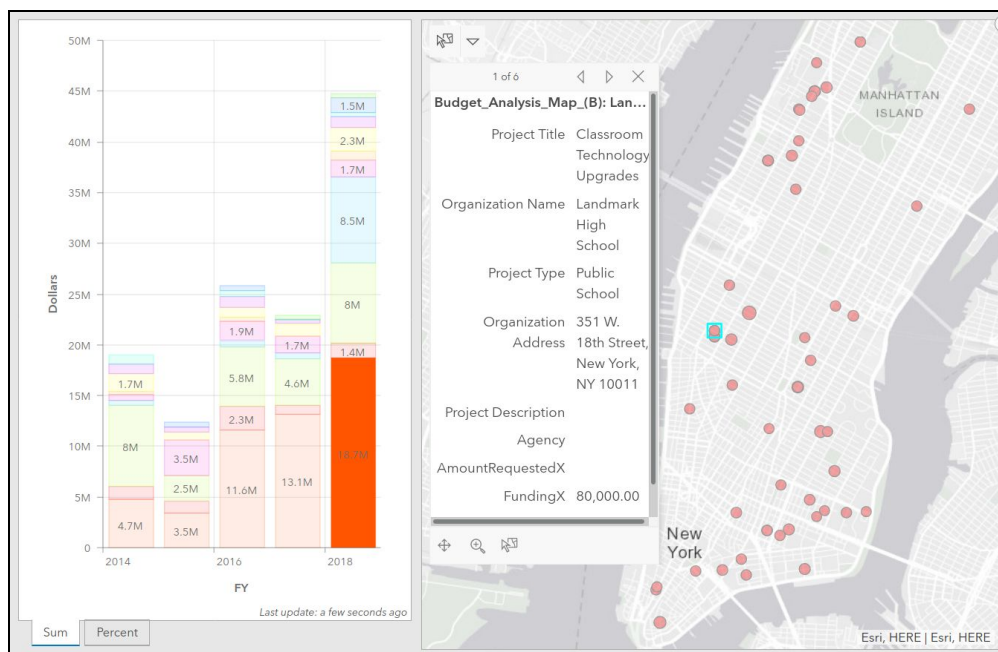 50M
45M
40M
35M
30M
25M
20M
15M
10M
5M
0
Dollars
4.7M
8M
1.7M
3.5M
2.5M
3.5M
11.6M
2.3M
5.8M
1.9M
13.1M
4.6M
1.7M
18.7M
1.4M
8M
8.5M
1.7M
2.3M
1.5M
2014
2016
2018
FY
Last update: a few seconds ago
Sum
Percent
1 of 6
Budget_Analysis_Map_(B): Lan...
Project Title Classroom
Technology
Upgrades
Organization Name Landmark
High
School
Project Type Public
School
Organization 351 W.
Address 18th Street,
New York,
NY 10011
Project Description
Agency
AmountRequestedX
FundingX 80,000.00
MANHATTAN
ISLAND
New
York
Esri, HERE | Esri, HERE